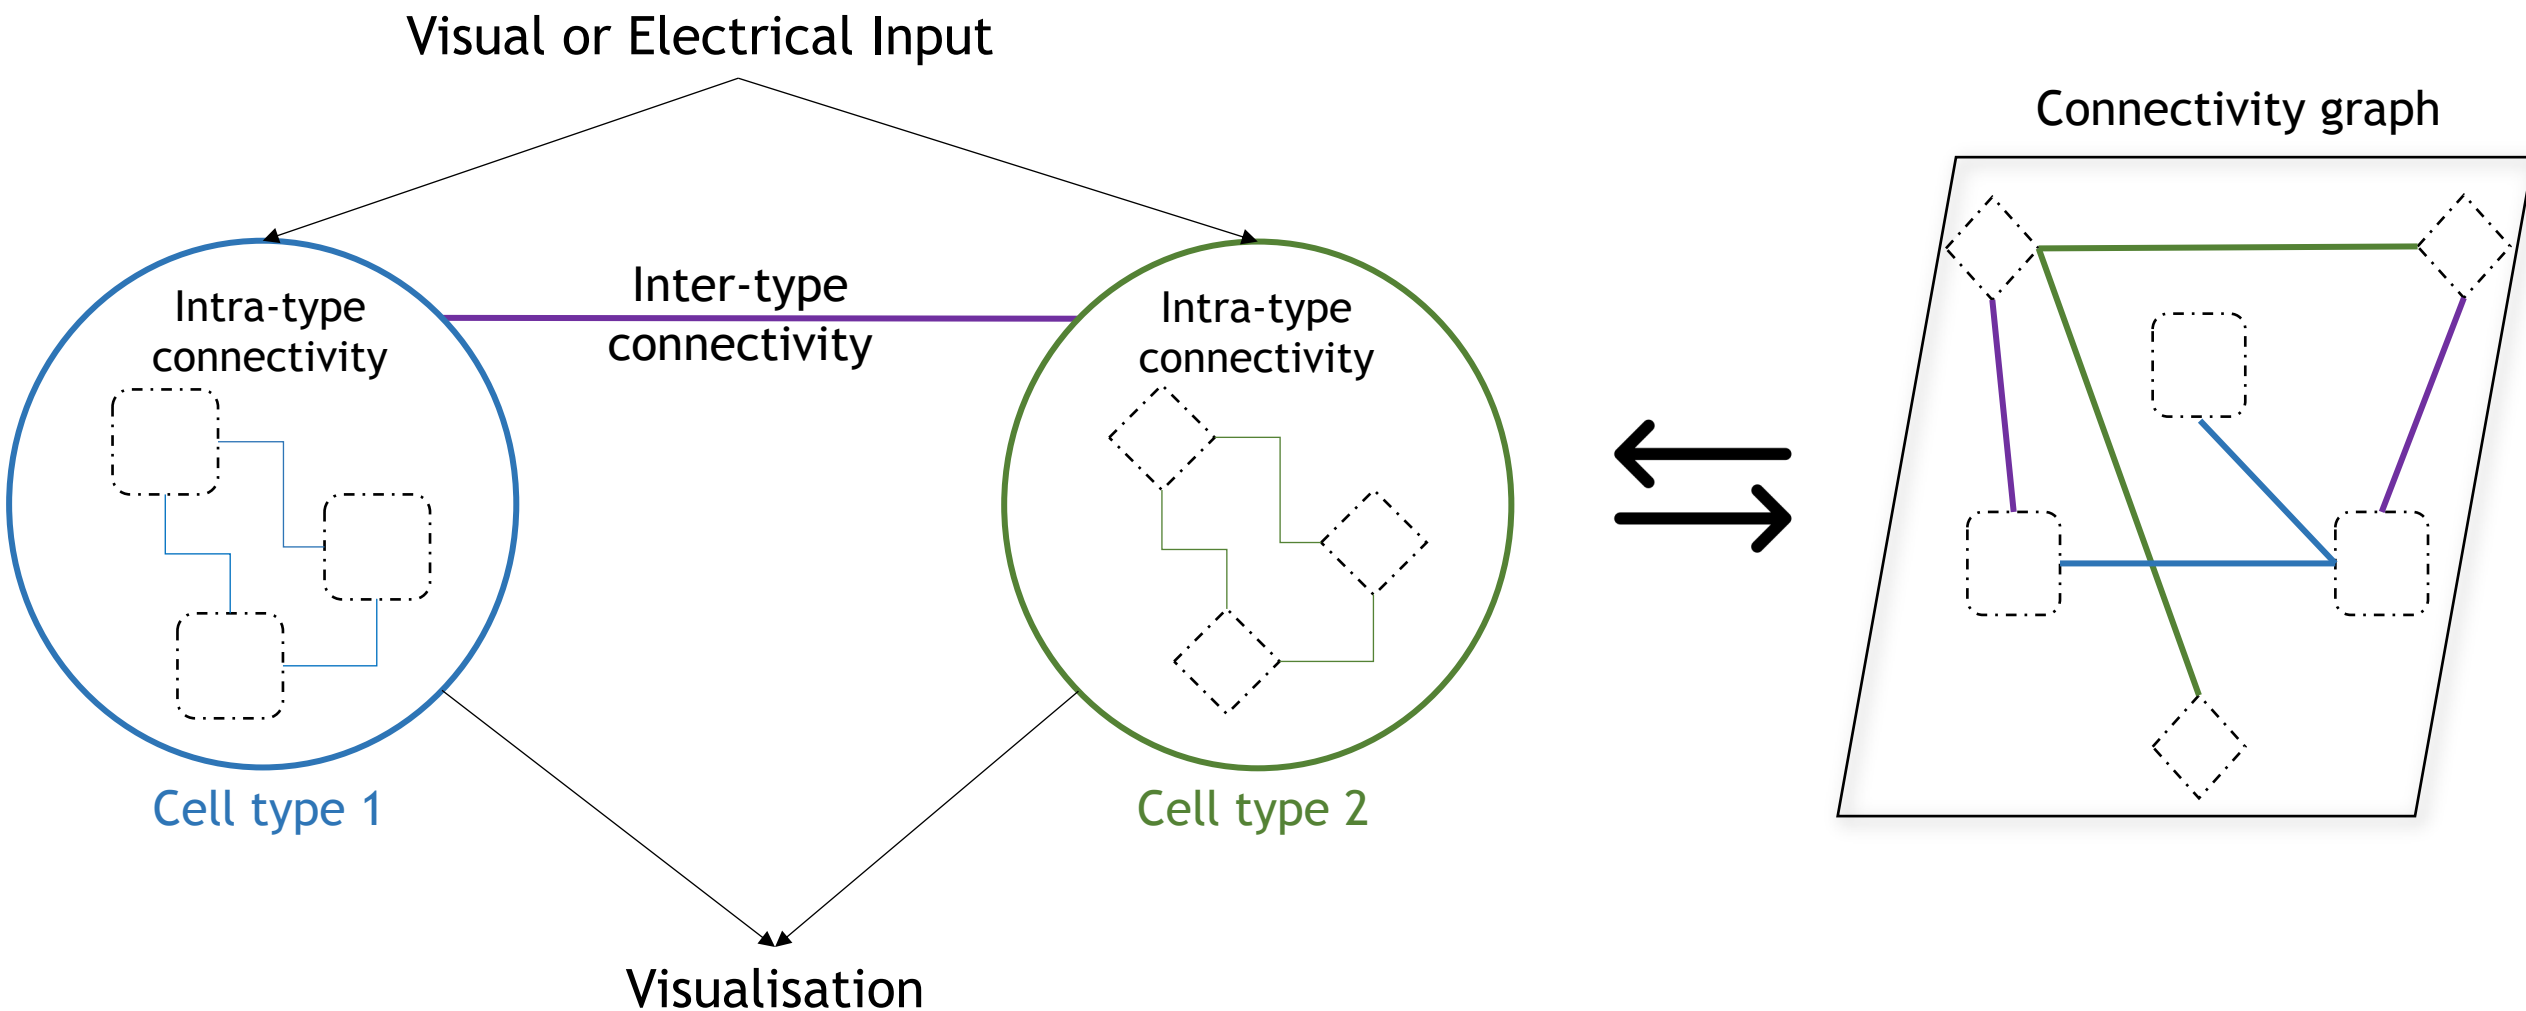 Visual or Electrical Input
Connectivity graph
Intra-type
connectivity
Inter-type
connectivity
Intra-type
connectivity
Cell type 1
Cell type 2
Visualisation